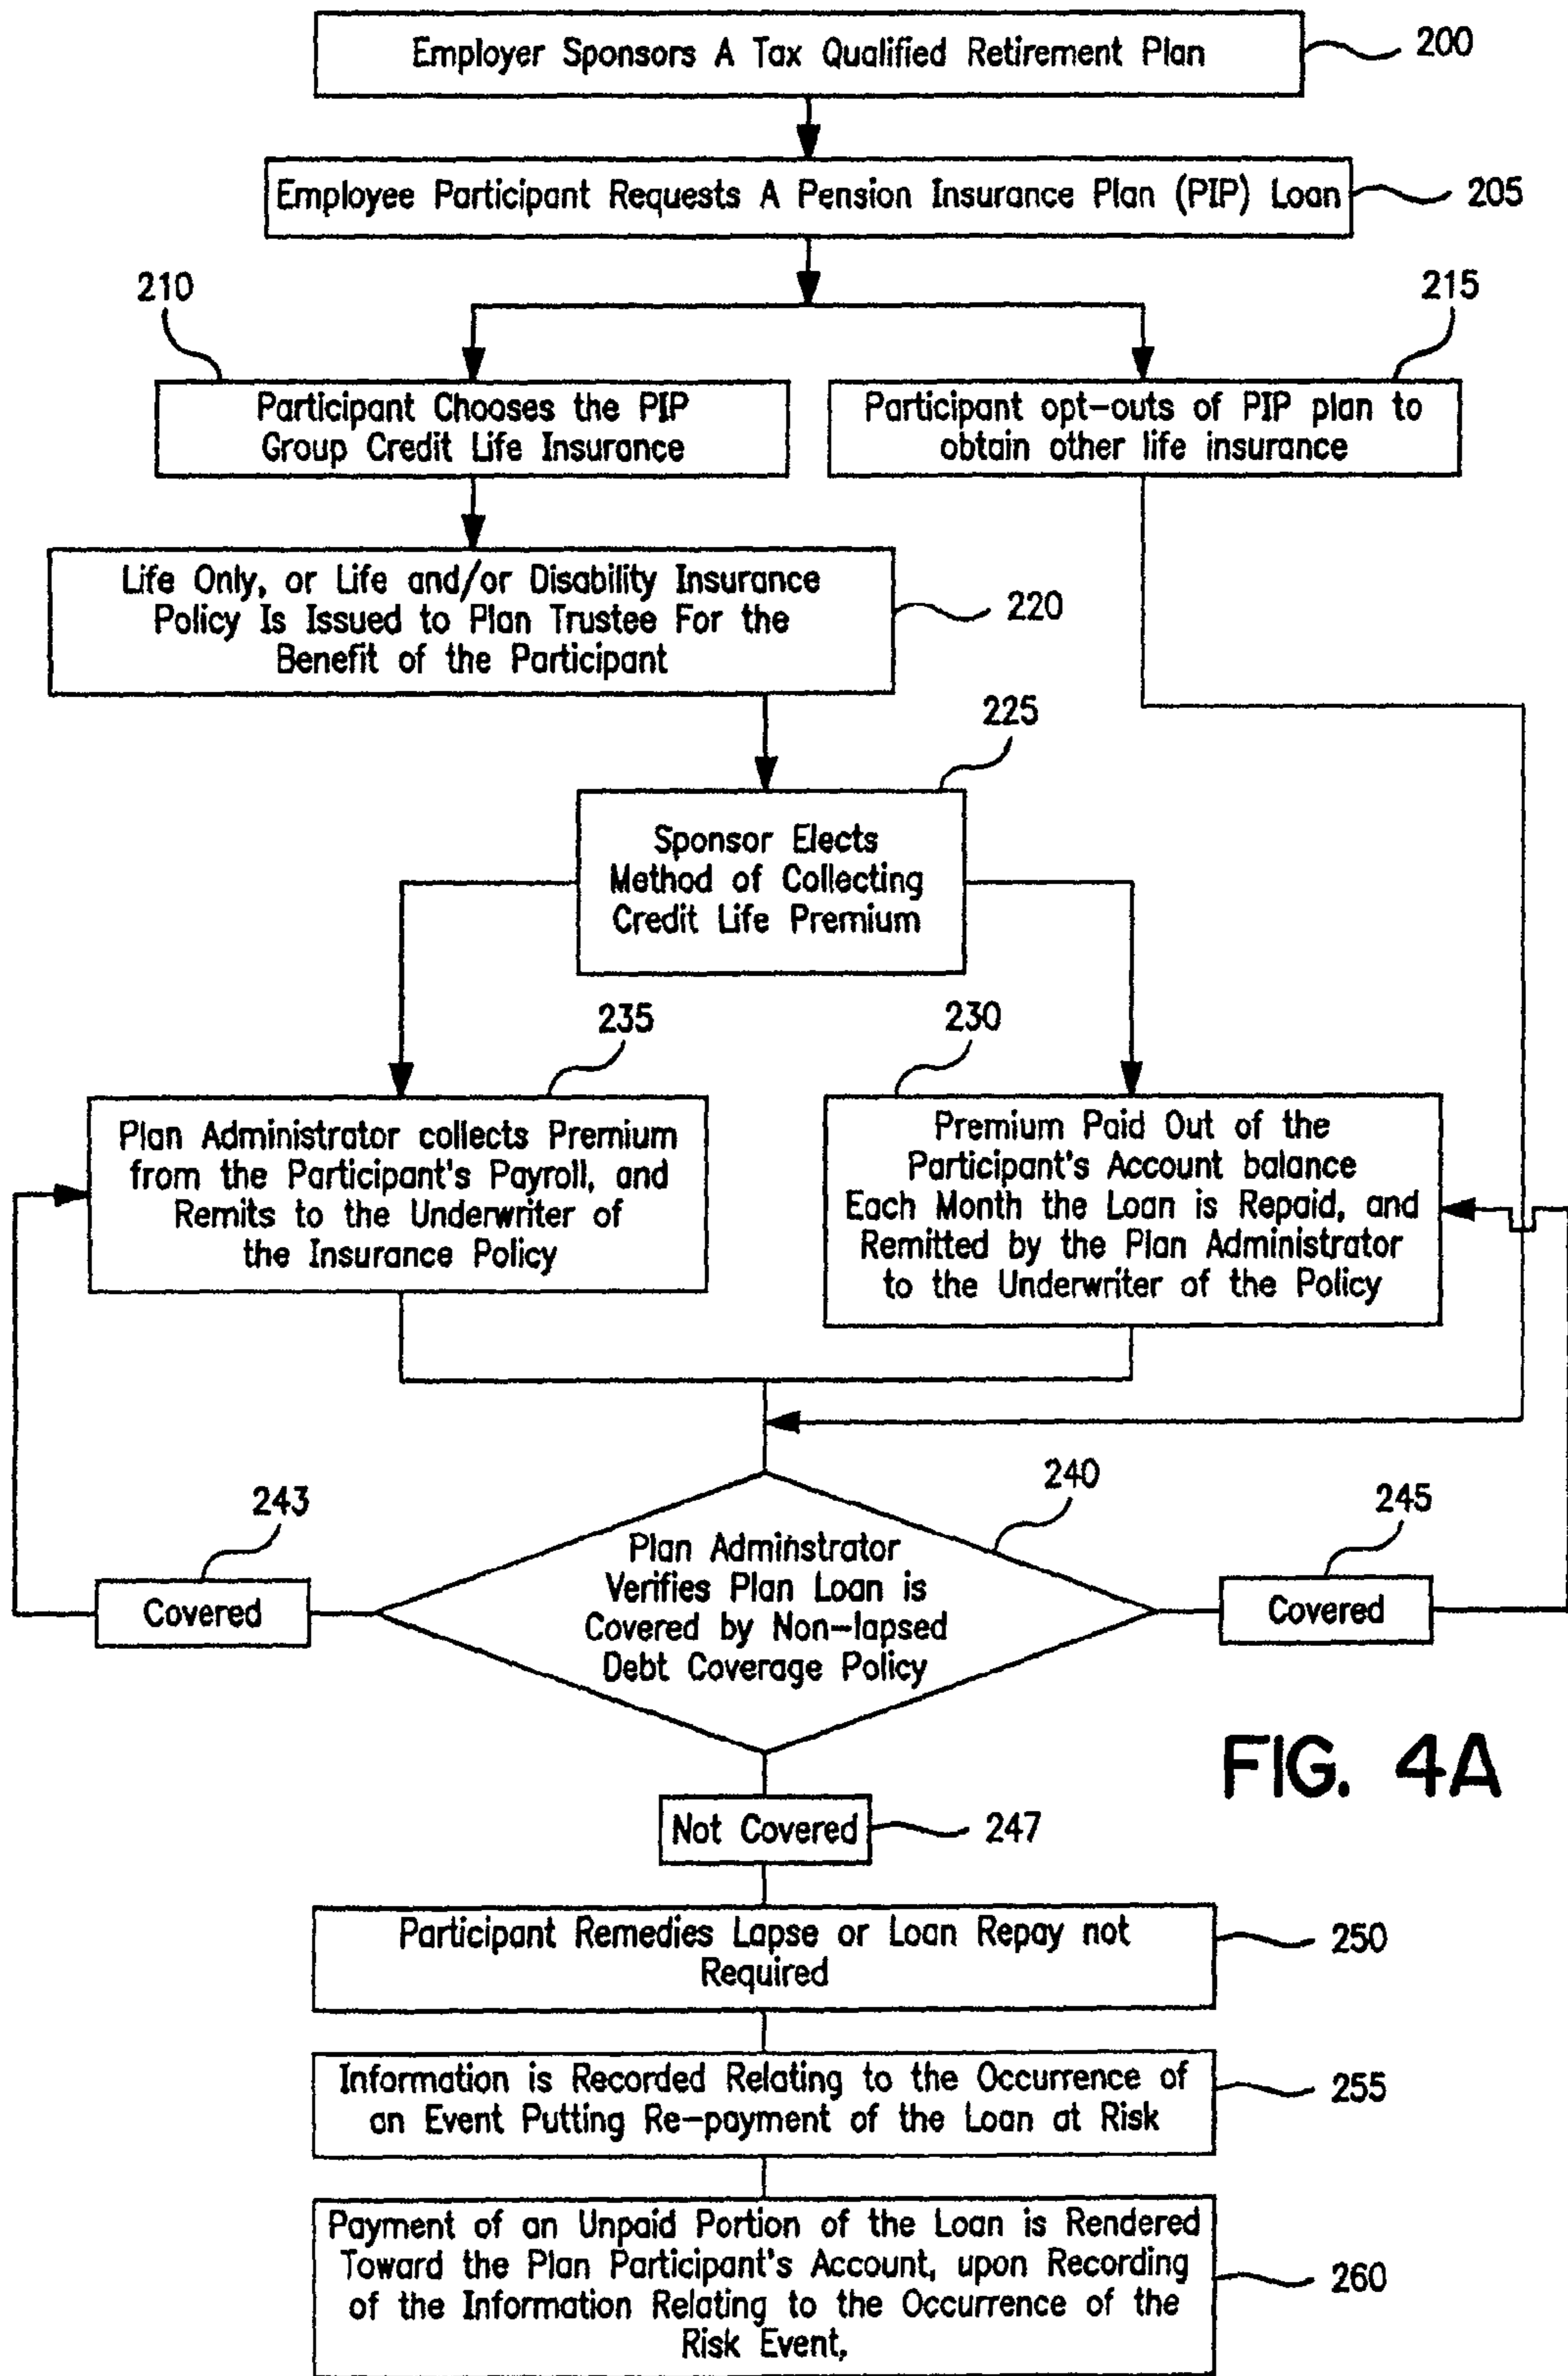 Employer Sponsors A Tax Qualified Retirement Plan
200
Employee Participant Requests A Pension Insurance Plan (PIP) Loan
205
210
215
Participant Chooses the PIP
Group Credit Life Insurance
Participant opt-outs of PIP plan to
obtain other life insurance
Life Only, or Life and/or Disability Insurance
Policy Is Issued to Plan Trustee For the
Benefit of the Participant
220
225
Sponsor Elects
Method of Collecting
Credit Life Premium
235
230
Plan Administrator collects Premium
from the Participant's Payroll, and
Remits to the Underwriter of
the Insurance Policy
Premium Paid Out of the
Participant's Account balance
Each Month the Loan is Repaid, and
Remitted by the Plan Administrator
to the Underwriter of the Policy
243
240
245
Covered
Plan Adminstrator
Verifies Plan Loan is
Covered by Non-lapsed
Debt Coverage Policy
Covered
FIG. 4A
Not Covered
247
Participant Remedies Lapse or Loan Repay not
Required
250
Information is Recorded Relating to the Occurrence of
an Event Putting Re-payment of the Loan at Risk
255
Payment of an Unpaid Portion of the Loan is Rendered
Toward the Plan Participant's Account, upon Recording
of the Information Relating to the Occurrence of the
Risk Event,
260